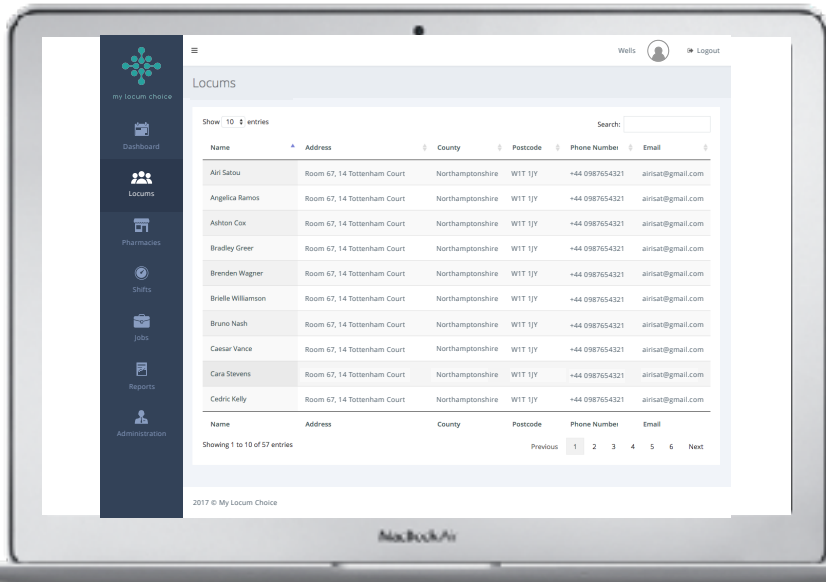 my locum choice
Dashboard
Locums
Pharmacies
Shifts
Jobs
Reports
Administration
Wells
Logout
Locums
Show 10 entries
Search:
Name Address County Postcode Phone Number Email
Airi Satou Room 67, 14 Tottenham Court Northamptonshire W1T 1JY +44 0987654321 airisat@gmail.com
Angelica Ramos Room 67, 14 Tottenham Court Northamptonshire W1T 1JY +44 0987654321 airisat@gmail.com
Ashton Cox Room 67, 14 Tottenham Court Northamptonshire W1T 1JY +44 0987654321 airisat@gmail.com
Bradley Greer Room 67, 14 Tottenham Court Northamptonshire W1T 1JY +44 0987654321 airisat@gmail.com
Brenden Wagner Room 67, 14 Tottenham Court Northamptonshire W1T 1JY +44 0987654321 airisat@gmail.com
Brielle Williamson Room 67, 14 Tottenham Court Northamptonshire W1T 1JY +44 0987654321 airisat@gmail.com
Bruno Nash Room 67, 14 Tottenham Court Northamptonshire W1T 1JY +44 0987654321 airisat@gmail.com
Caesar Vance Room 67, 14 Tottenham Court Northamptonshire W1T 1JY +44 0987654321 airisat@gmail.com
Cara Stevens Room 67, 14 Tottenham Court Northamptonshire W1T 1JY +44 0987654321 airisat@gmail.com
Cedric Kelly Room 67, 14 Tottenham Court Northamptonshire W1T 1JY +44 0987654321 airisat@gmail.com
Name Address County Postcode Phone Number Email
Showing 1 to 10 of 57 entries
Previous 1 2 3 4 5 6 Next
2017 © My Locum Choice
MacBook Air